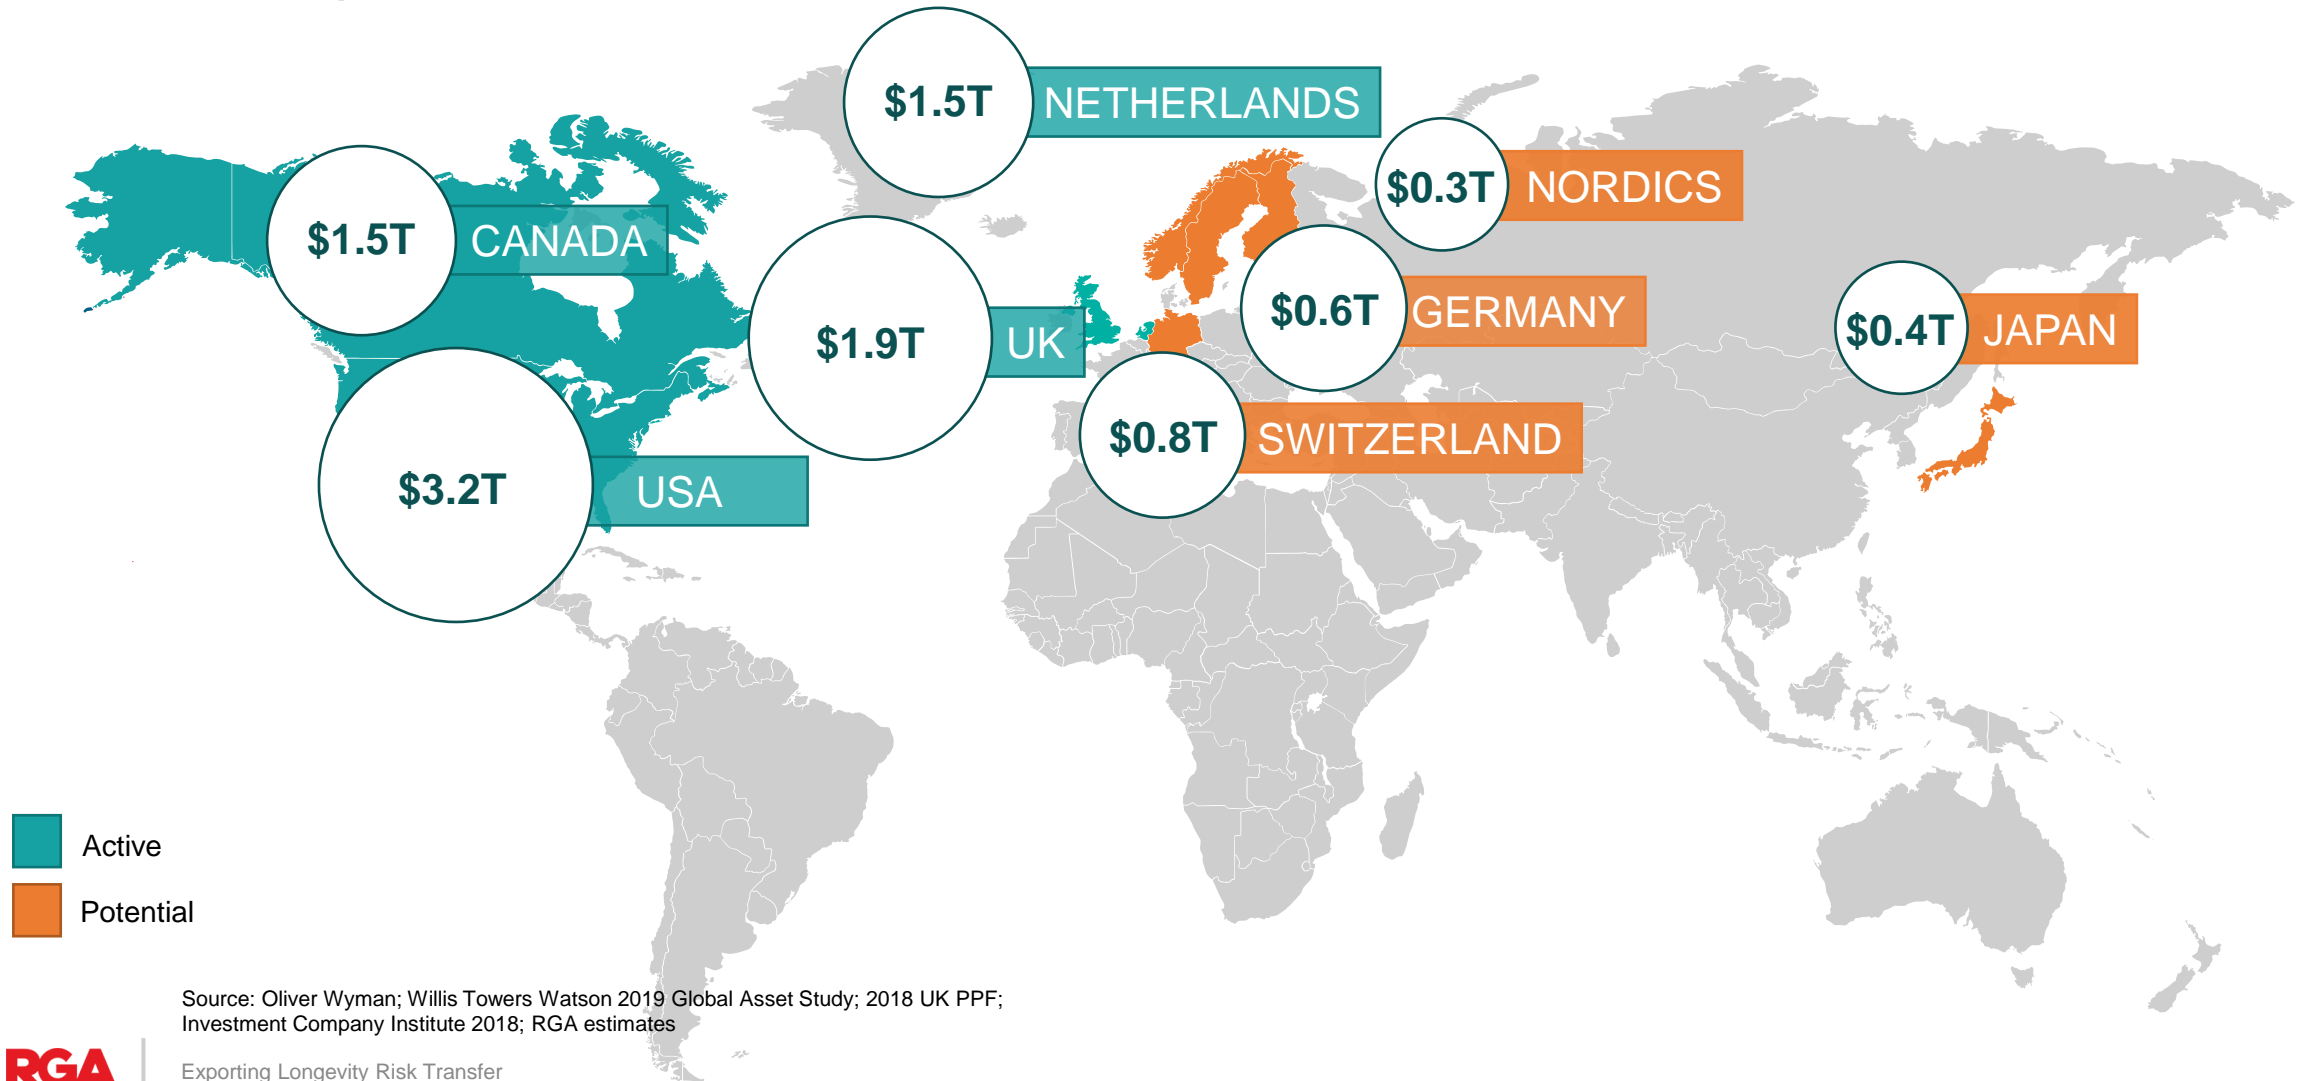 $1.5T NETHERLANDS
$0.3T NORDICS
$1.5T CANADA
$0.6T GERMANY
$1.9T UK
$0.4T JAPAN
$0.8T SWITZERLAND
$3.2T USA
Active
Potential
Source: Oliver Wyman; Willis Towers Watson 2019 Global Asset Study; 2018 UK PPF;
Investment Company Institute 2018; RGA estimates
RGA
Exporting Longevity Risk Transfer